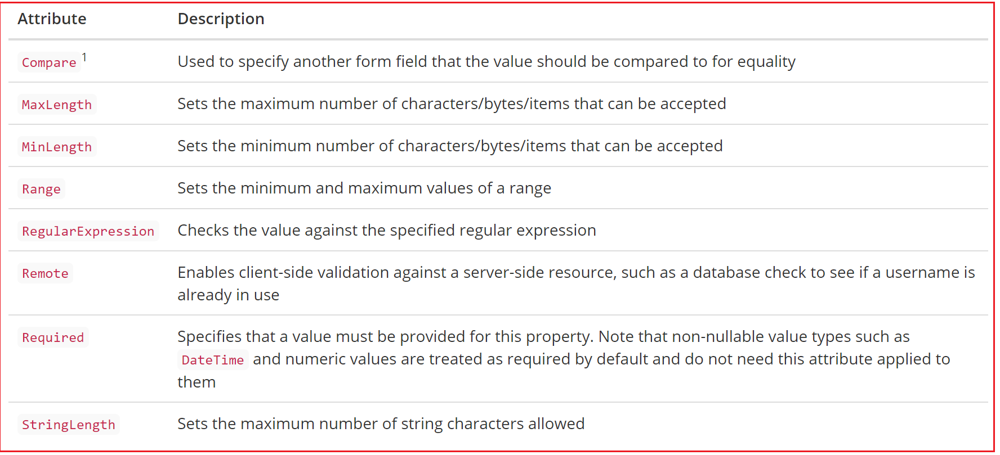 Attribute Description
Compare 1 Used to specify another form field that the value should be compared to for equality
MaxLength Sets the maximum number of characters/bytes/items that can be accepted
MinLength Sets the minimum number of characters/bytes/items that can be accepted
Range Sets the minimum and maximum values of a range
RegularExpression Checks the value against the specified regular expression
Remote Enables client-side validation against a server-side resource, such as a database check to see if a username is
already in use
Required Specifies that a value must be provided for this property. Note that non-nullable value types such as
DateTime and numeric values are treated as required by default and do not need this attribute applied to
them
StringLength Sets the maximum number of string characters allowed